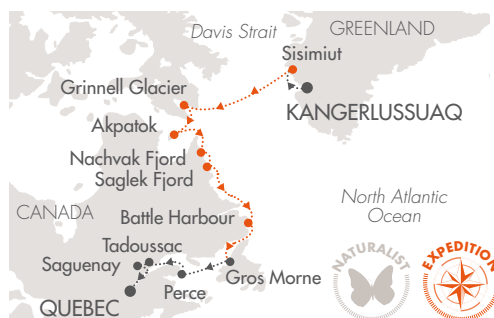 Davis Strait
GREENLAND
Sisimiut
Grinnell Glacier
KANGERLUSSUAQ
Akpatok
Nachvak Fjord
Saglek Fjord
North Atlantic
Ocean
CANADA
Battle Harbour
Tadoussac
Saguenay
Gros Morne
QUEBEC
Perce
NATURALIST
EXPEDITION